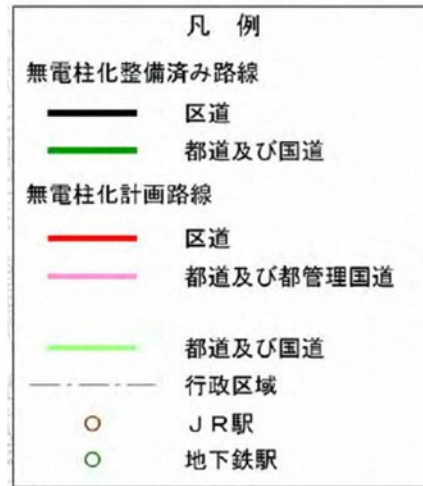 凡 例
無電柱化整備済み路線
区道
都道及び国道
無電柱化計画路線
区道
都道及び都管理国道
都道及び国道
行政区域
JR駅
地下鉄駅